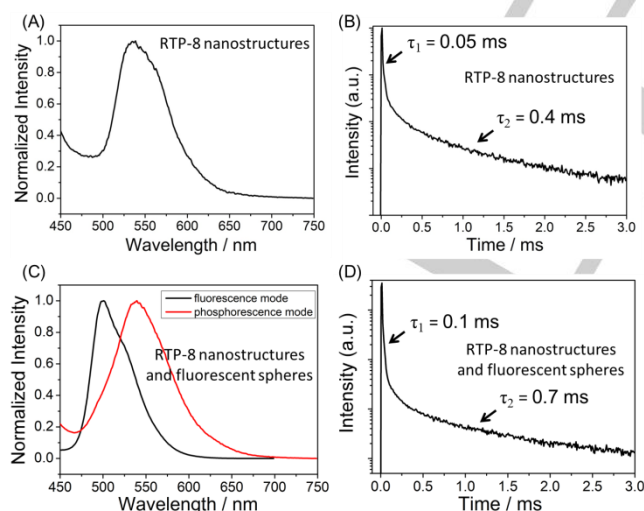 (A)
RTP-8 nanostructures
Normalized Intensity
1.0
0.8
0.6
0.4
0.2
0.0
450 500 550 600 650 700 750
Wavelength / nm
(B)
τ1 = 0.05 ms
RTP-8 nanostructures
τ2 = 0.4 ms
Intensity (a.u.)
0.0 0.5 1.0 1.5 2.0 2.5 3.0
Time / ms
(C)
fluorescence mode
phosphorescence mode
RTP-8 nanostructures
and fluorescent spheres
Normalized Intensity
1.0
0.8
0.6
0.4
0.2
0.0
450 500 550 600 650 700 750
Wavelength / nm
(D)
τ1 = 0.1 ms
RTP-8 nanostructures
and fluorescent spheres
τ2 = 0.7 ms
Intensity (a.u.)
0.0 0.5 1.0 1.5 2.0 2.5 3.0
Time / ms